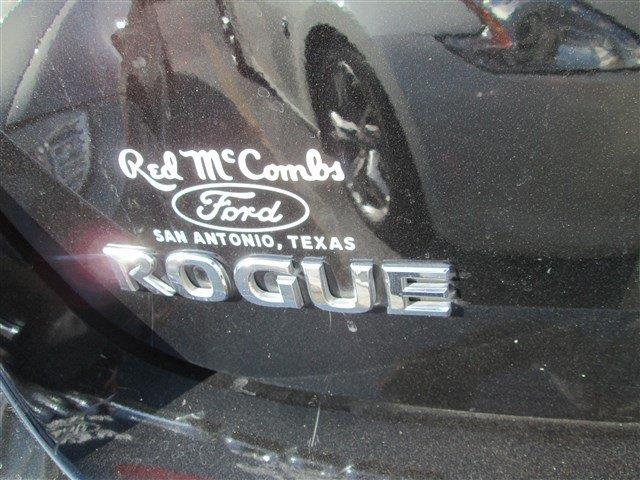 Red McCombs
Ford
SAN ANTONIO, TEXAS
ROGUE